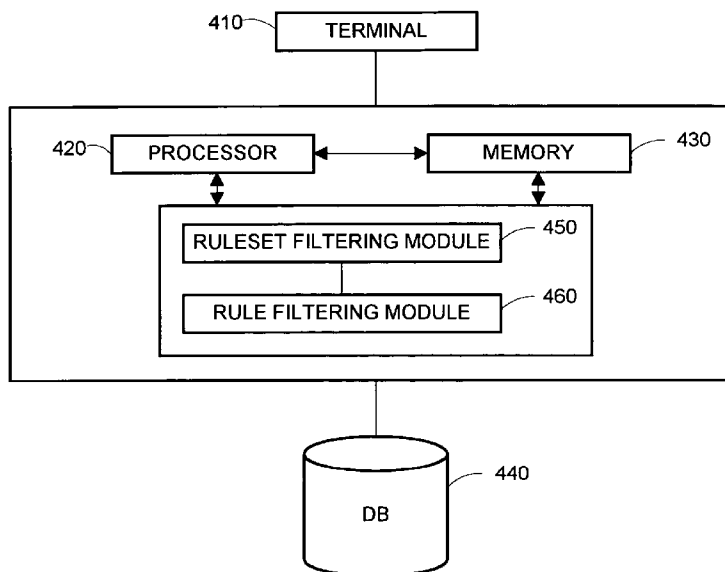 410
TERMINAL
420
PROCESSOR
MEMORY
430
RULESET FILTERING MODULE
450
RULE FILTERING MODULE
460
440
DB